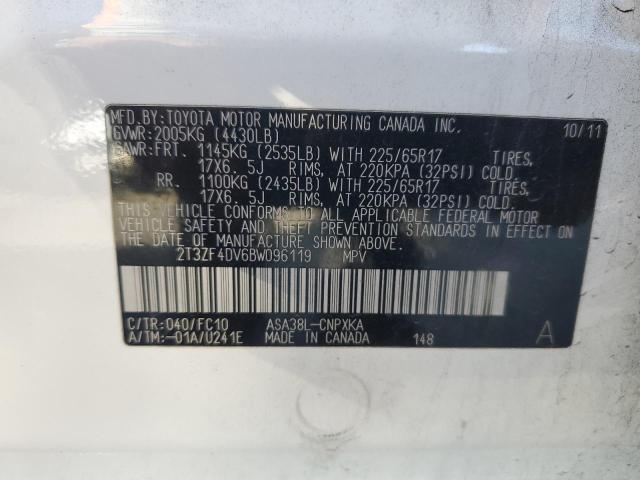 MFD.BY:TOYOTA MOTOR MANUFACTURING CANADA INC. 10/11
GVWR:2005KG (4430LB)
GAWR:FRT. 1145KG (2535LB) WITH 225/65R17 TIRES,
17X6. 5J RIMS, AT 220KPA (32PSI) COLD.
RR. 1100KG (2435LB) WITH 225/65R17 TIRES,
17X6. 5J RIMS, AT 220KPA (32PSI) COLD.
THIS VEHICLE CONFORMS TO ALL APPLICABLE FEDERAL MOTOR
VEHICLE SAFETY AND THEFT PREVENTION STANDARDS IN EFFECT ON
THE DATE OF MANUFACTURE SHOWN ABOVE.
2T3ZF4DV6BW096119 MPV
C/TR:040/FC10 ASA38L-CNPXKA
A/TM:-01A/U241E MADE IN CANADA 148 A